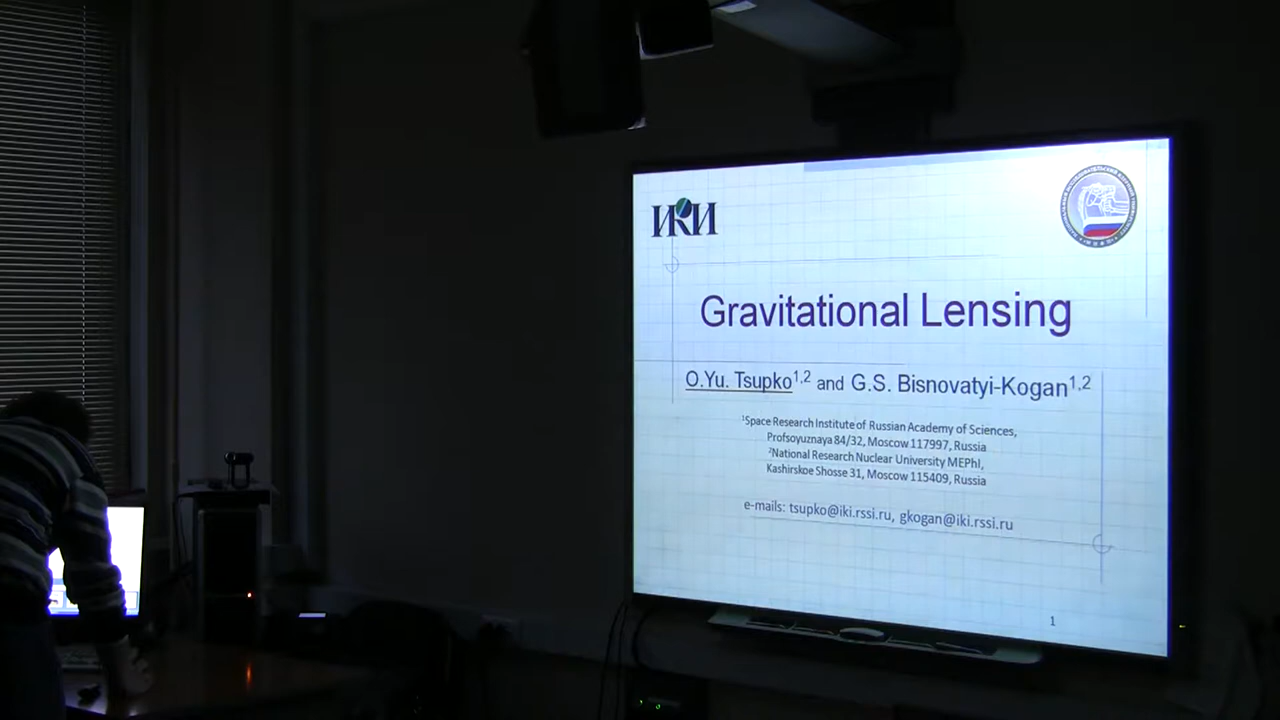 ИКИ
Gravitational Lensing
O.Yu. Tsupko1,2 and G.S. Bisnovatyi-Kogan1,2
1Space Research Institute of Russian Academy of Sciences,
Profsoyuznaya 84/32, Moscow 117997, Russia
2National Research Nuclear University MEPhI,
Kashirskoe Shosse 31, Moscow 115409, Russia
e-mails: tsupko@iki.rssi.ru, gkogan@iki.rssi.ru
1